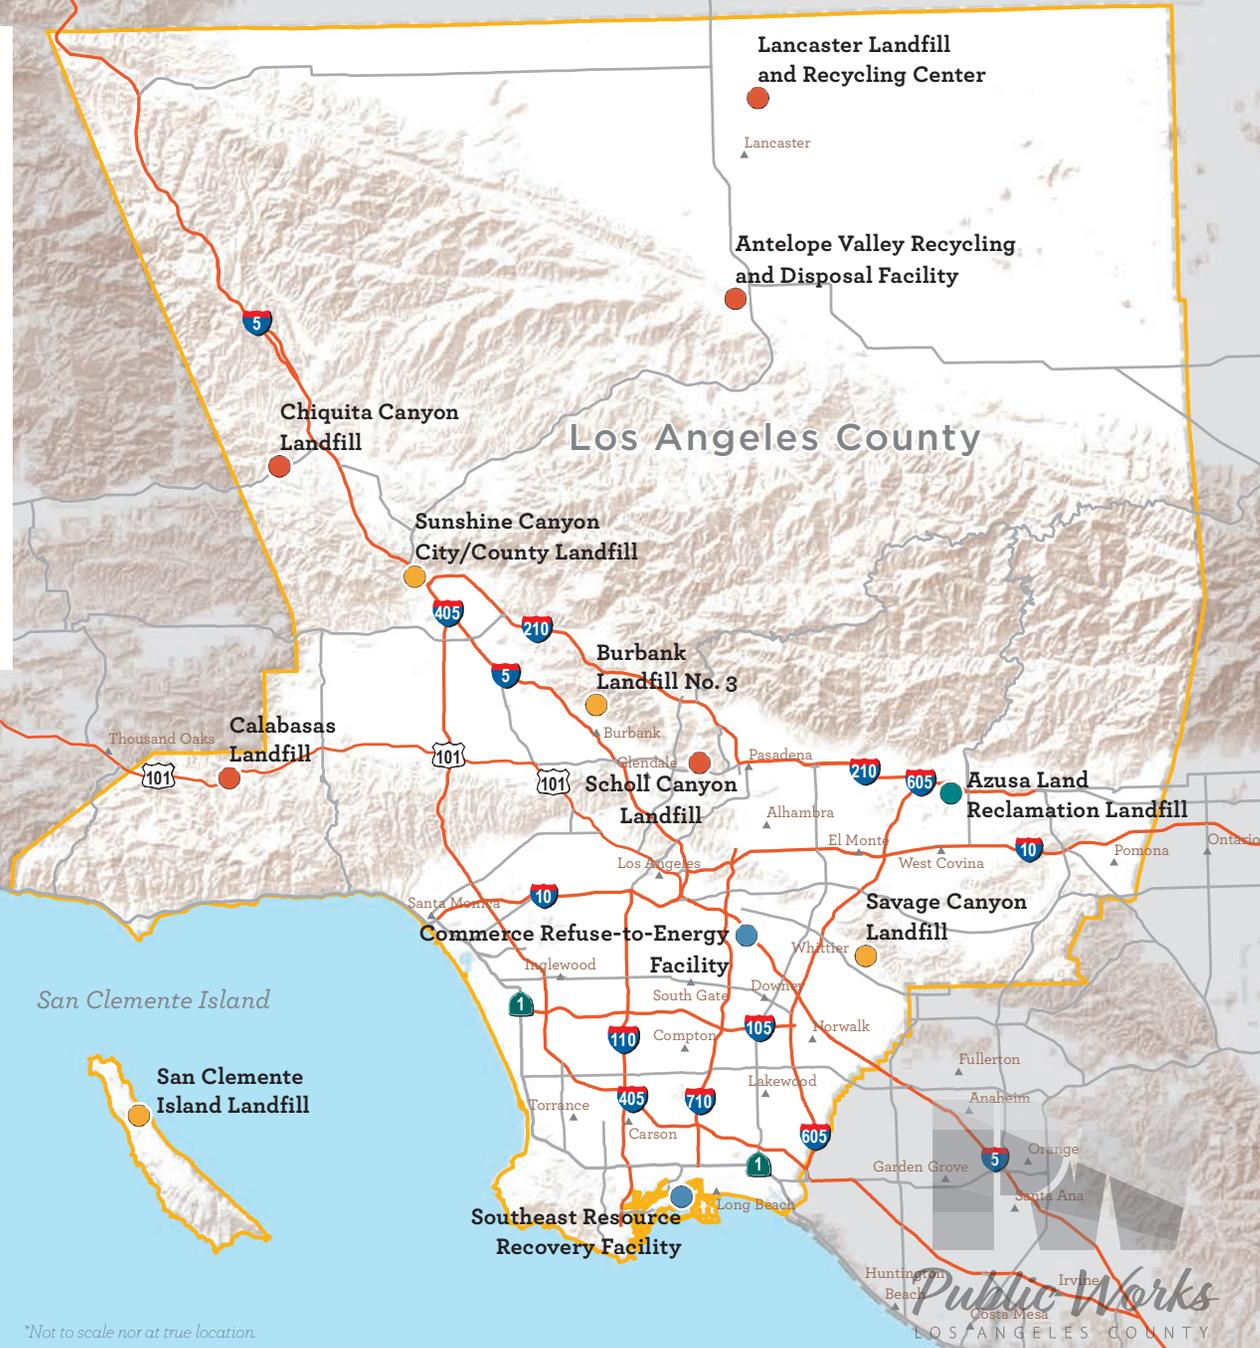 Lancaster Landfill
and Recycling Center
Lancaster
Antelope Valley Recycling
and Disposal Facility
5
Chiquita Canyon
Landfill
Los Angeles County
Sunshine Canyon
City/County Landfill
405
210
5
Burbank
Landfill No. 3
Burbank
Calabasas
Landfill
Thousand Oaks
101
101
101
Glendale
Pasadena
Scholl Canyon
Landfill
210
605
Azusa Land
Reclamation Landfill
Alhambra
El Monte
West Covina
10
Pomona
Ontario
Los Angeles
Santa Monica
10
Savage Canyon
Landfill
Commerce Refuse-to-Energy
Facility
Whittier
Inglewood
South Gate
Downey
San Clemente Island
1
110
Compton
105
Norwalk
Fullerton
San Clemente
Island Landfill
Torrance
405
710
Lakewood
Carson
605
Anaheim
1
Garden Grove
5
Orange
Santa Ana
Long Beach
Southeast Resource
Recovery Facility
Huntington
Beach
Irvine
Costa Mesa
Public Works
LOS ANGELES COUNTY
*Not to scale nor at true location.